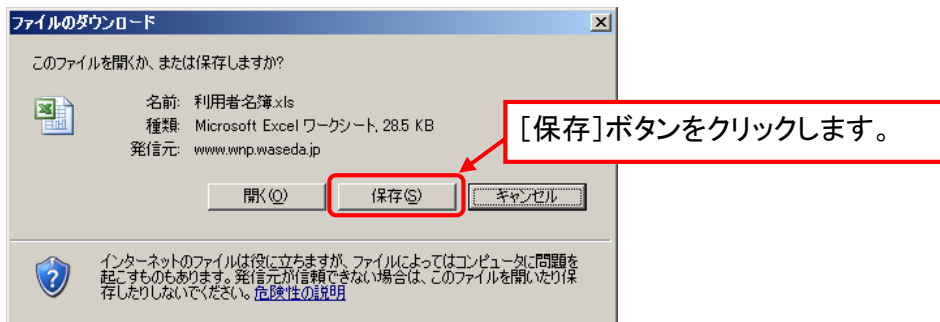 ファイルのダウンロード
このファイルを開くか、または保存しますか?
名前: 利用者名簿.xls
種類: Microsoft Excel ワークシート, 28.5 KB
発信元: www.wnp.waseda.jp
[保存]ボタンをクリックします。
開く(O) 保存(S) キャンセル
インターネットのファイルは役に立ちますが、ファイルによってはコンピュータに問題を
起こすものもあります。発信元が信頼できない場合は、このファイルを開いたり保
存したりしないでください。危険性の説明